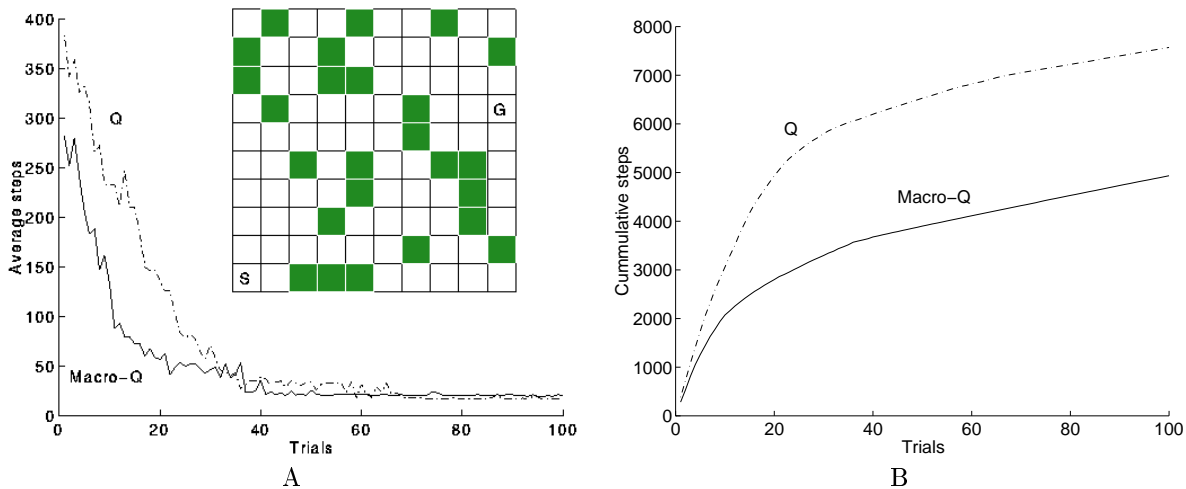 400
350
300
250
200
150
100
50
0
Average steps
Q
Macro-Q
G
S
0 20 40 60 80 100
Trials
A
8000
7000
6000
5000
4000
3000
2000
1000
0
Cummulative steps
Q
Macro-Q
0 20 40 60 80 100
Trials
B